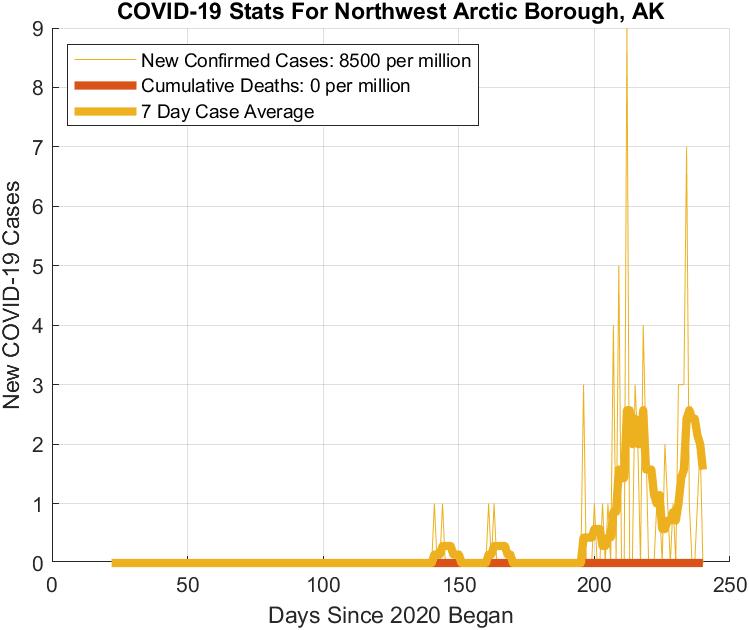 COVID-19 Stats For Northwest Arctic Borough, AK
New Confirmed Cases: 8500 per million
Cumulative Deaths: 0 per million
7 Day Case Average
New COVID-19 Cases
9
8
7
6
5
4
3
2
1
0
0 50 100 150 200 250
Days Since 2020 Began